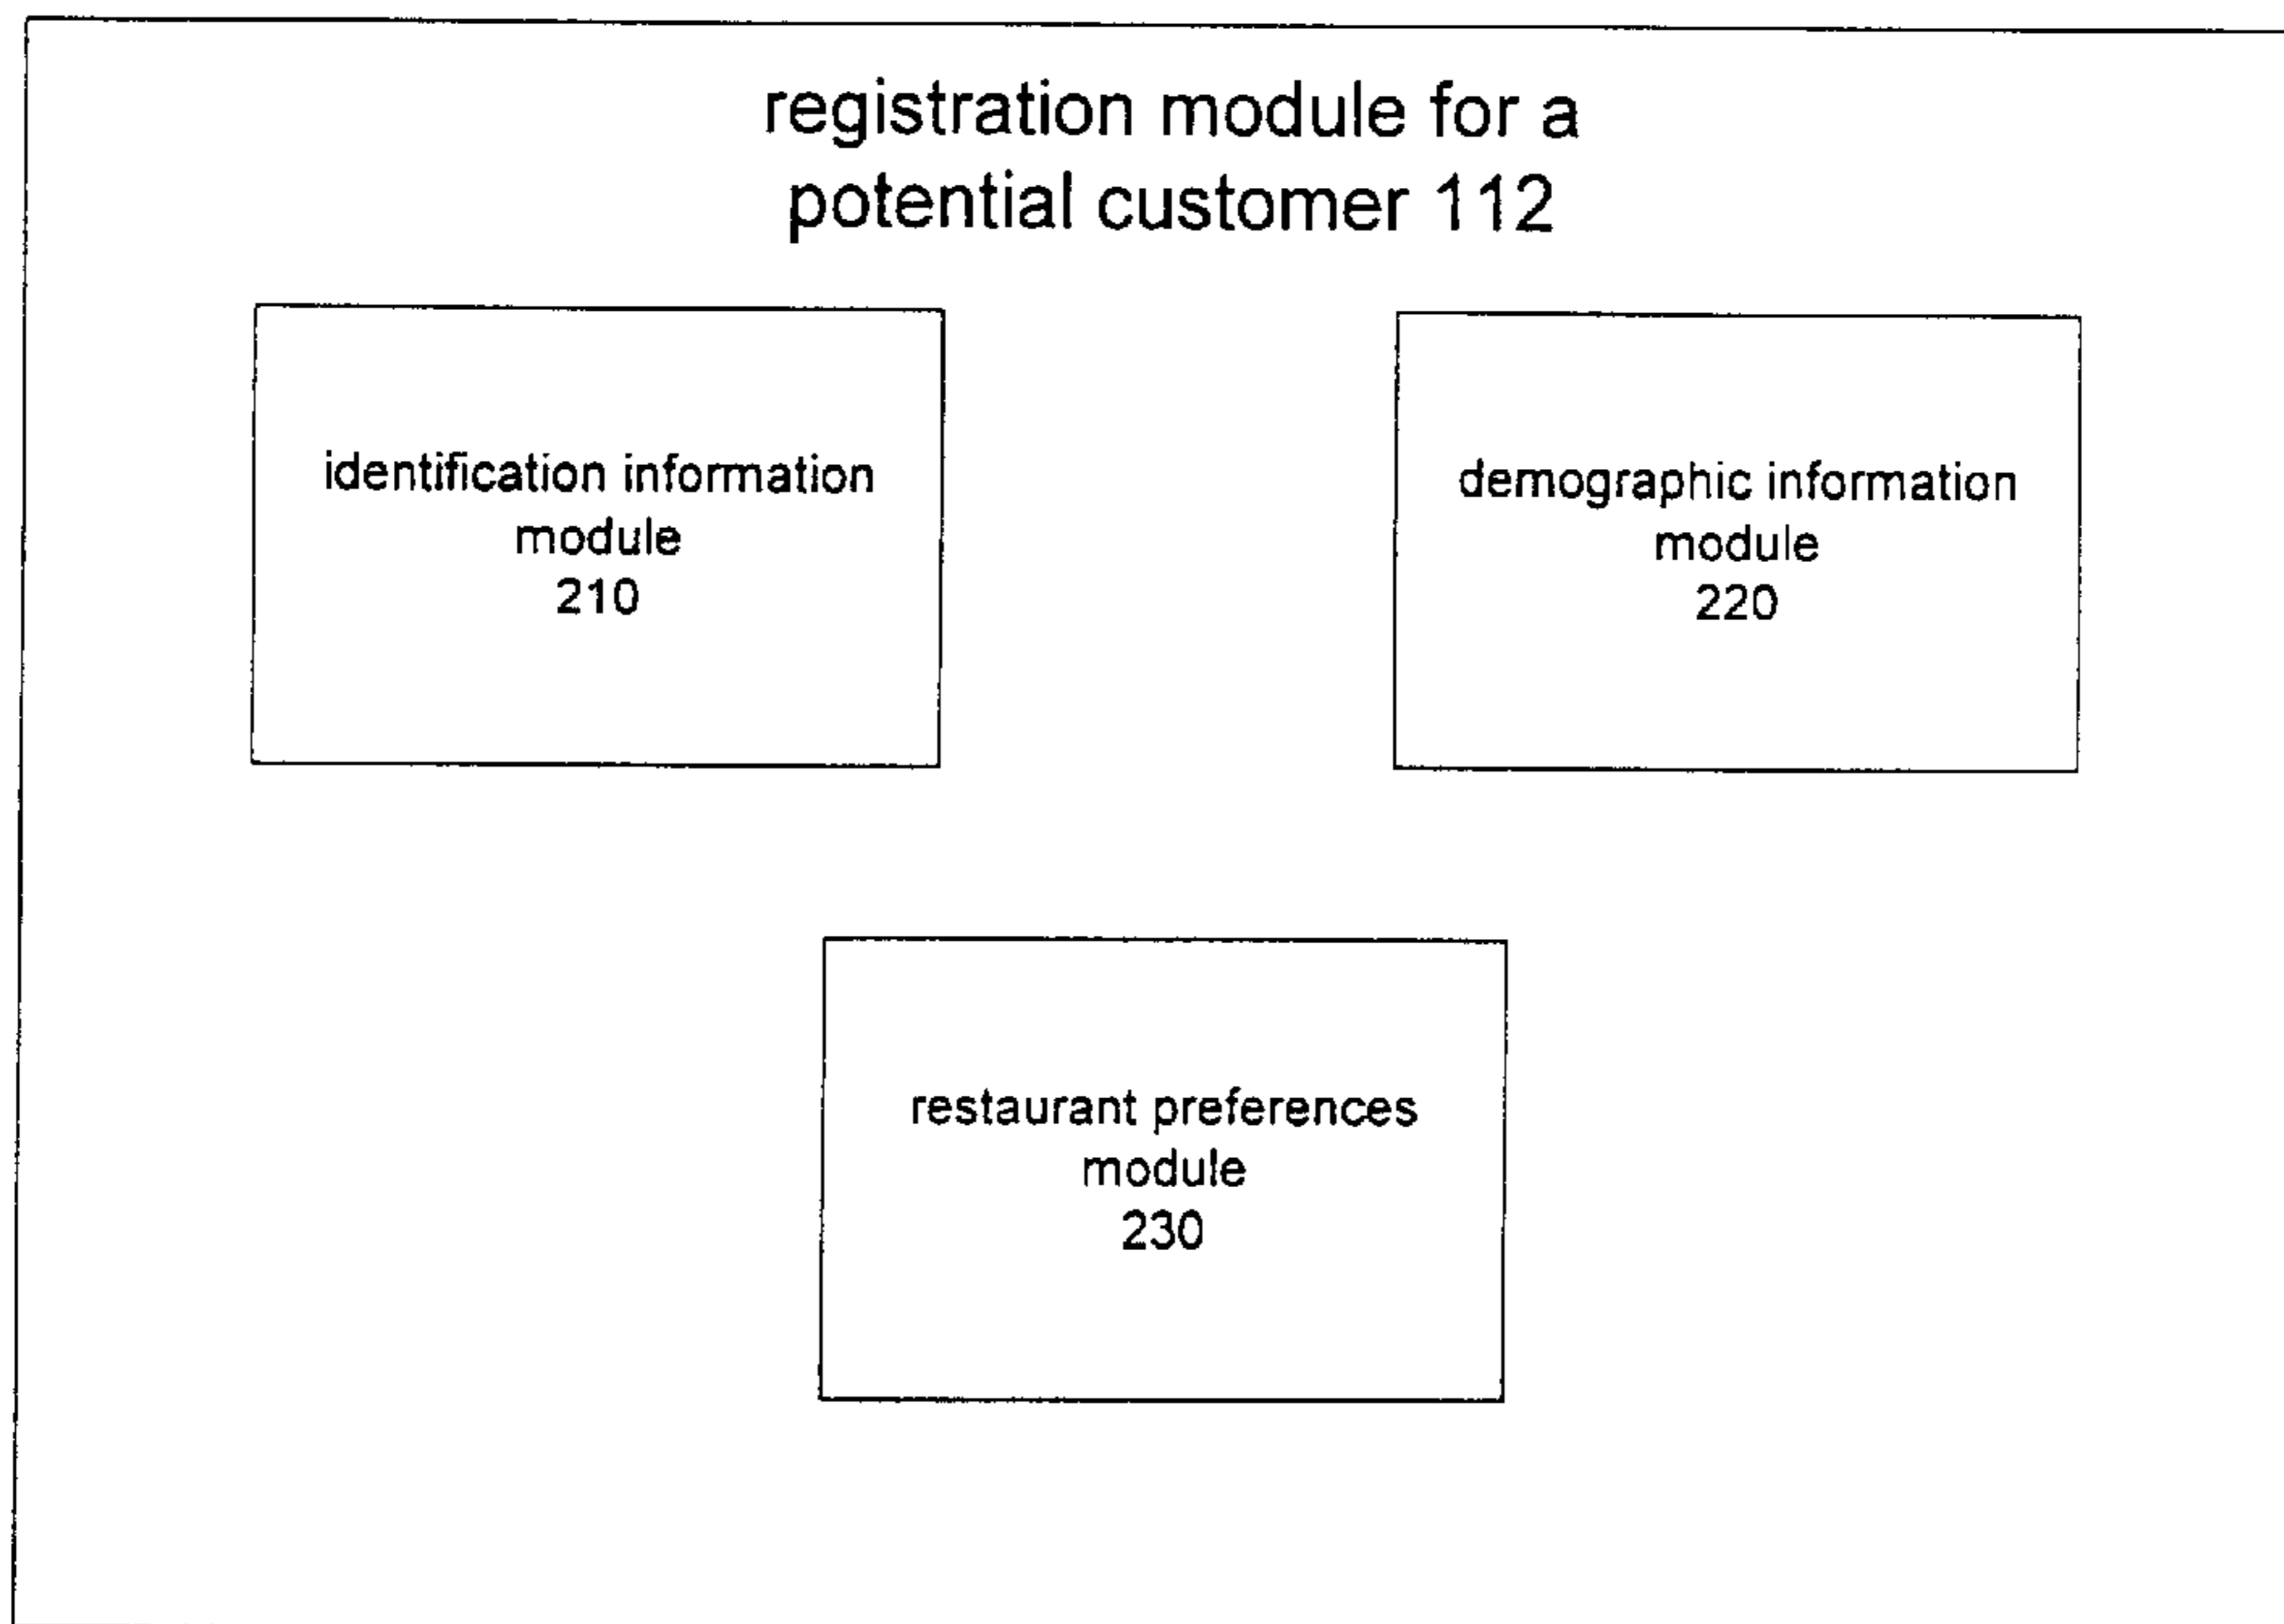 registration module for a
potential customer 112
identification information
module
210
demographic information
module
220
restaurant preferences
module
230